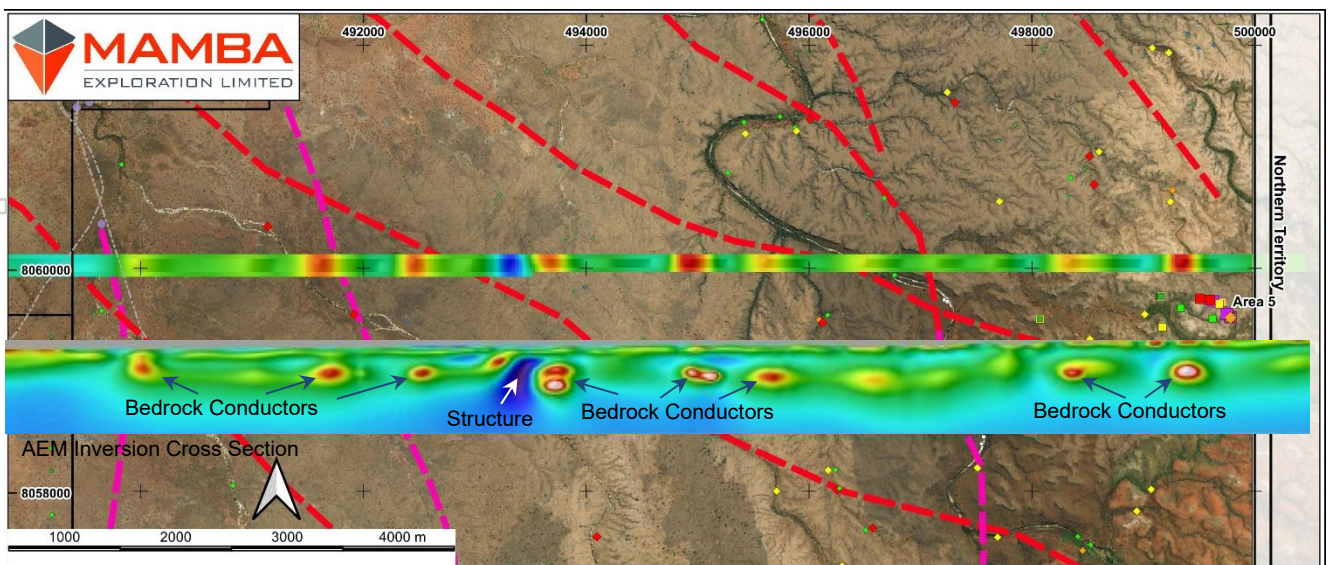 MAMBA
EXPLORATION LIMITED
492000
494000
496000
498000
500000
Northern Territory
8060000
Area 5
Bedrock Conductors
Structure
Bedrock Conductors
Bedrock Conductors
AEM Inversion Cross Section
8058000
1000
2000
3000
4000 m